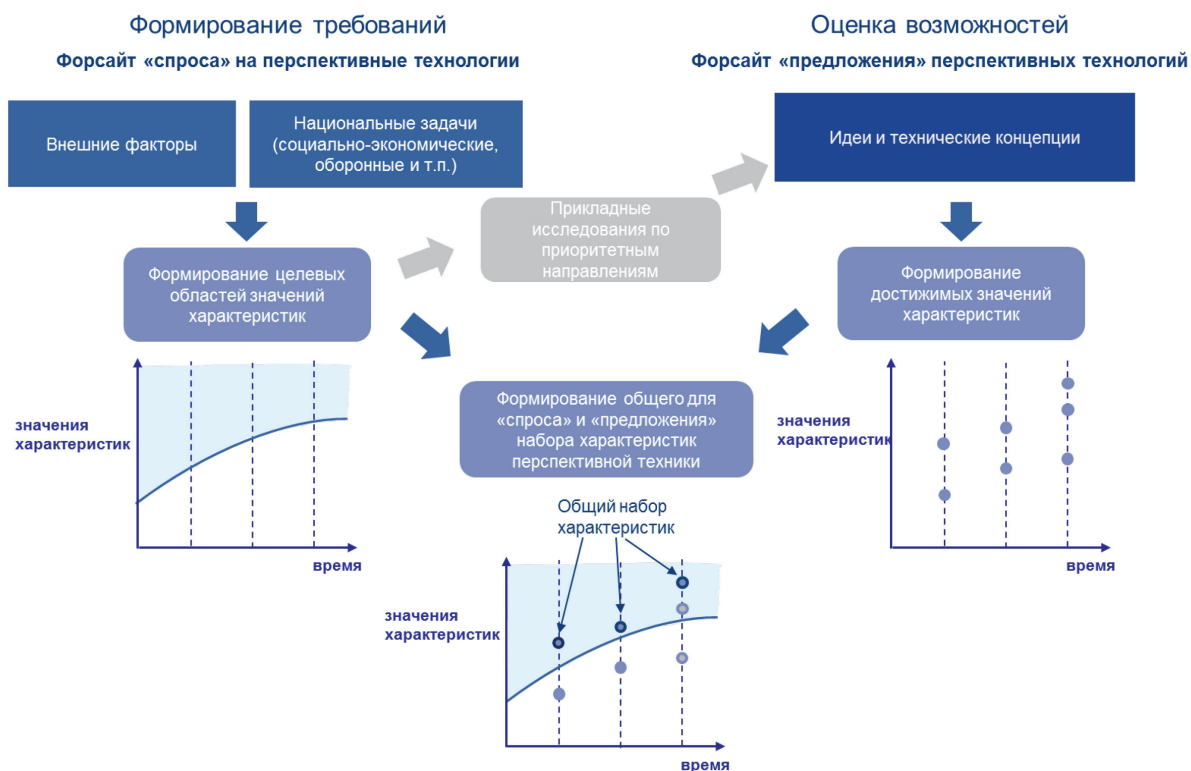 Формирование требований
Форсайт «спроса» на перспективные технологии
Оценка возможностей
Форсайт «предложения» перспективных технологий
Внешние факторы
Национальные задачи
(социально-экономические,
оборонные и т.п.)
Идеи и технические концепции
Прикладные
исследования по
приоритетным
направлениям
Формирование целевых
областей значений
характеристик
Формирование
достижимых значений
характеристик
Формирование общего для
«спроса» и «предложения»
набора характеристик
перспективной техники
значения
характеристик
время
значения
характеристик
время
Общий набор
характеристик
значения
характеристик
время